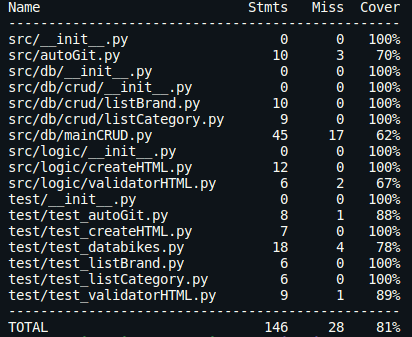 Name Stmts Miss Cover
--------------------------------------------------
src/__init__.py 0 0 100%
src/autoGit.py 10 3 70%
src/db/__init__.py 0 0 100%
src/db/crud/__init__.py 0 0 100%
src/db/crud/listBrand.py 10 0 100%
src/db/crud/listCategory.py 9 0 100%
src/db/mainCRUD.py 45 17 62%
src/logic/__init__.py 0 0 100%
src/logic/createHTML.py 12 0 100%
src/logic/validatorHTML.py 6 2 67%
test/__init__.py 0 0 100%
test/test_autoGit.py 8 1 88%
test/test_createHTML.py 7 0 100%
test/test_databikes.py 18 4 78%
test/test_listBrand.py 6 0 100%
test/test_listCategory.py 6 0 100%
test/test_validatorHTML.py 9 1 89%
--------------------------------------------------
TOTAL 146 28 81%